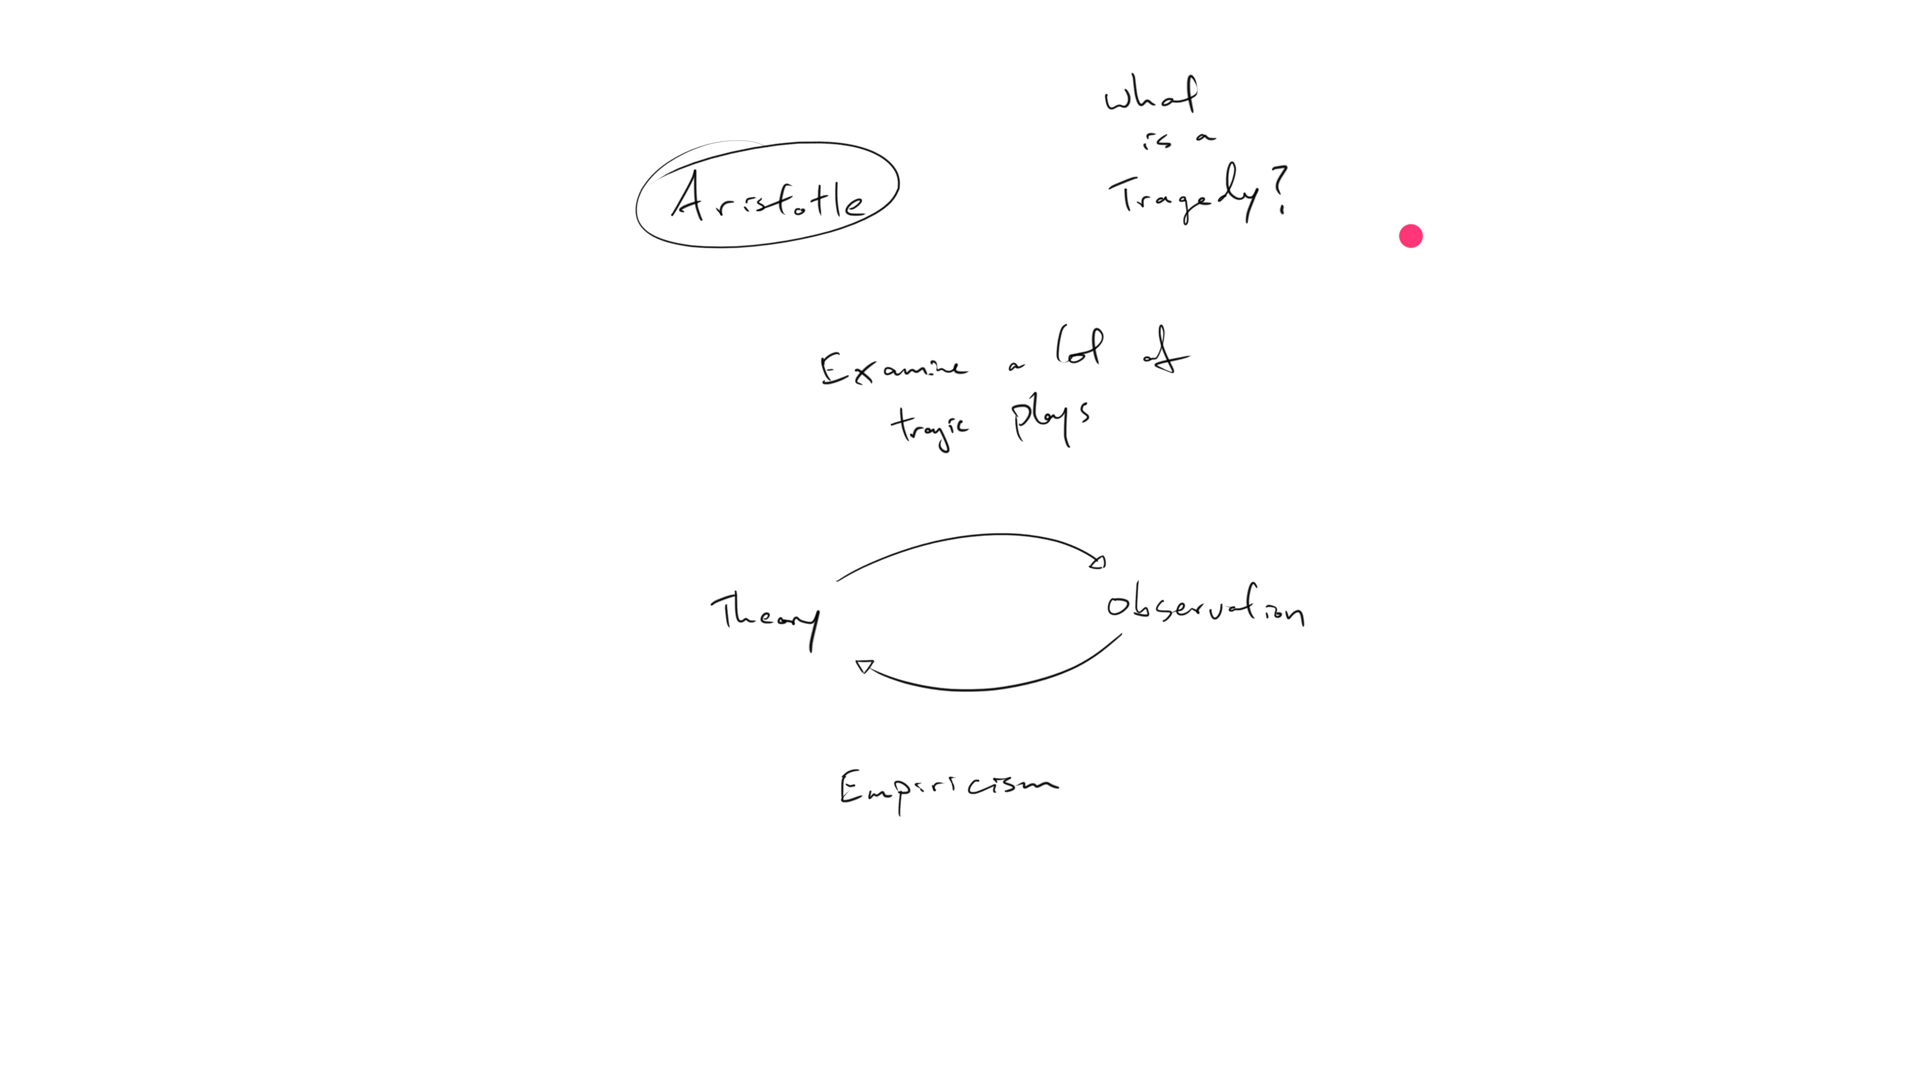 Aristotle
What
is a
Tragedy?
Examine a lot of
tragic plays
Theory
Observation
Empiricism